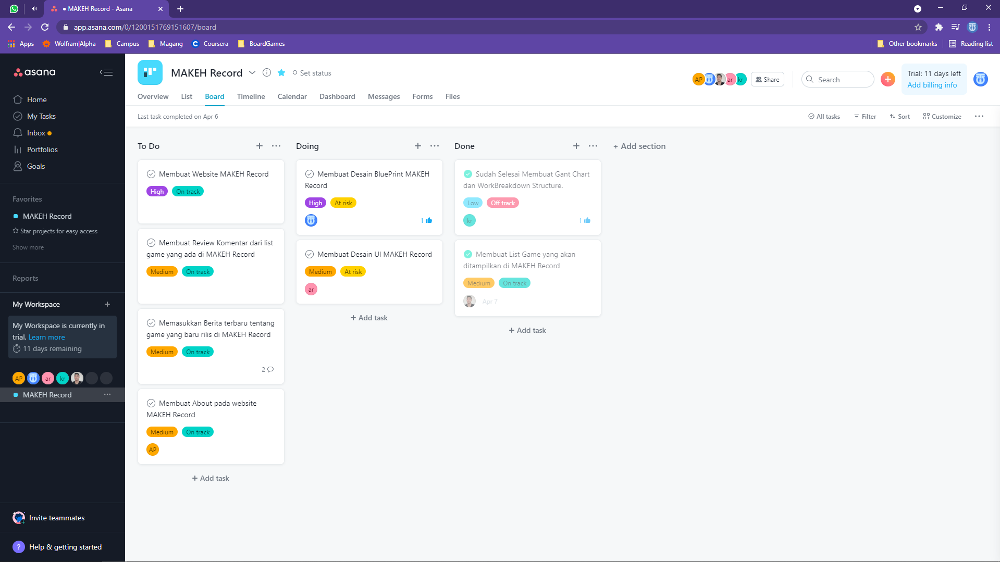 MAKEH Record - Asana
app.asana.com/0/1200151769151607/board
Apps
Wolfram|Alpha
Campus
Magang
Coursera
BoardGames
Other bookmarks
Reading list
asana
Home
My Tasks
Inbox
Portfolios
Goals
Favorites
MAKEH Record
Star projects for easy access
Show more
Reports
My Workspace
My Workspace is currently in
trial. Learn more
11 days remaining
AP
ar
kr
MAKEH Record
Invite teammates
? Help & getting started
MAKEH Record
Set status
AP
ar
kr
Share
Search
Trial: 11 days left
Add billing info
Overview
List
Board
Timeline
Calendar
Dashboard
Messages
Forms
Files
Last task completed on Apr 6
All tasks
Filter
Sort
Customize
To Do
Membuat Website MAKEH Record
High
On track
Membuat Review Komentar dari list
game yang ada di MAKEH Record
Medium
On track
Memasukkan Berita terbaru tentang
game yang baru rilis di MAKEH Record
Medium
On track
2
Membuat About pada website
MAKEH Record
Medium
On track
AP
+ Add task
Doing
Membuat Desain BluePrint MAKEH
Record
High
At risk
1
Membuat Desain UI MAKEH Record
Medium
At risk
ar
+ Add task
Done
Sudah Selesai Membuat Gant Chart
dan WorkBreakdown Structure.
Low
Off track
kr
1
Membuat List Game yang akan
ditampilkan di MAKEH Record
Medium
On track
Apr 7
+ Add task
+ Add section